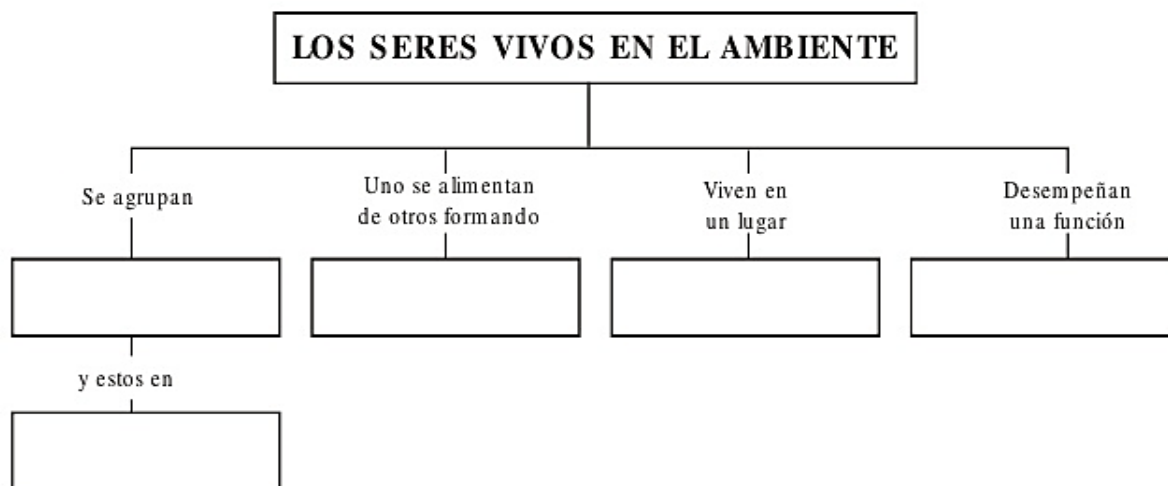 LOS SERES VIVOS EN EL AMBIENTE
Se agrupan
Uno se alimentan
de otros formando
Viven en
un lugar
Desempeñan
una función
y estos en